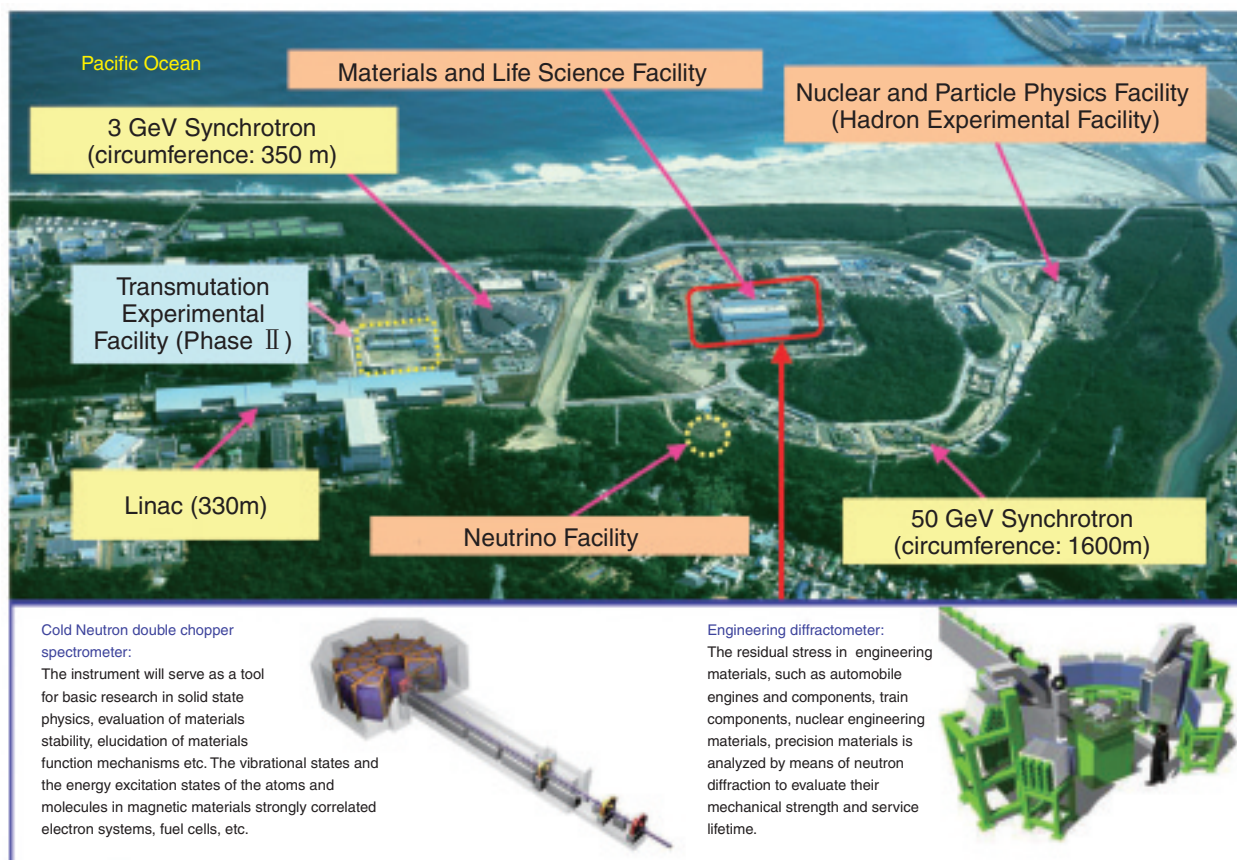 Pacific Ocean
Materials and Life Science Facility
Nuclear and Particle Physics Facility
(Hadron Experimental Facility)
3 GeV Synchrotron
(circumference: 350 m)
Transmutation
Experimental
Facility (Phase Ⅱ)
Linac (330m)
Neutrino Facility
50 GeV Synchrotron
(circumference: 1600m)
Cold Neutron double chopper
spectrometer:
The instrument will serve as a tool
for basic research in solid state
physics, evaluation of materials
stability, elucidation of materials
function mechanisms etc. The vibrational states and
the energy excitation states of the atoms and
molecules in magnetic materials strongly correlated
electron systems, fuel cells, etc.
Engineering diffractometer:
The residual stress in engineering
materials, such as automobile
engines and components, train
components, nuclear engineering
materials, precision materials is
analyzed by means of neutron
diffraction to evaluate their
mechanical strength and service
lifetime.